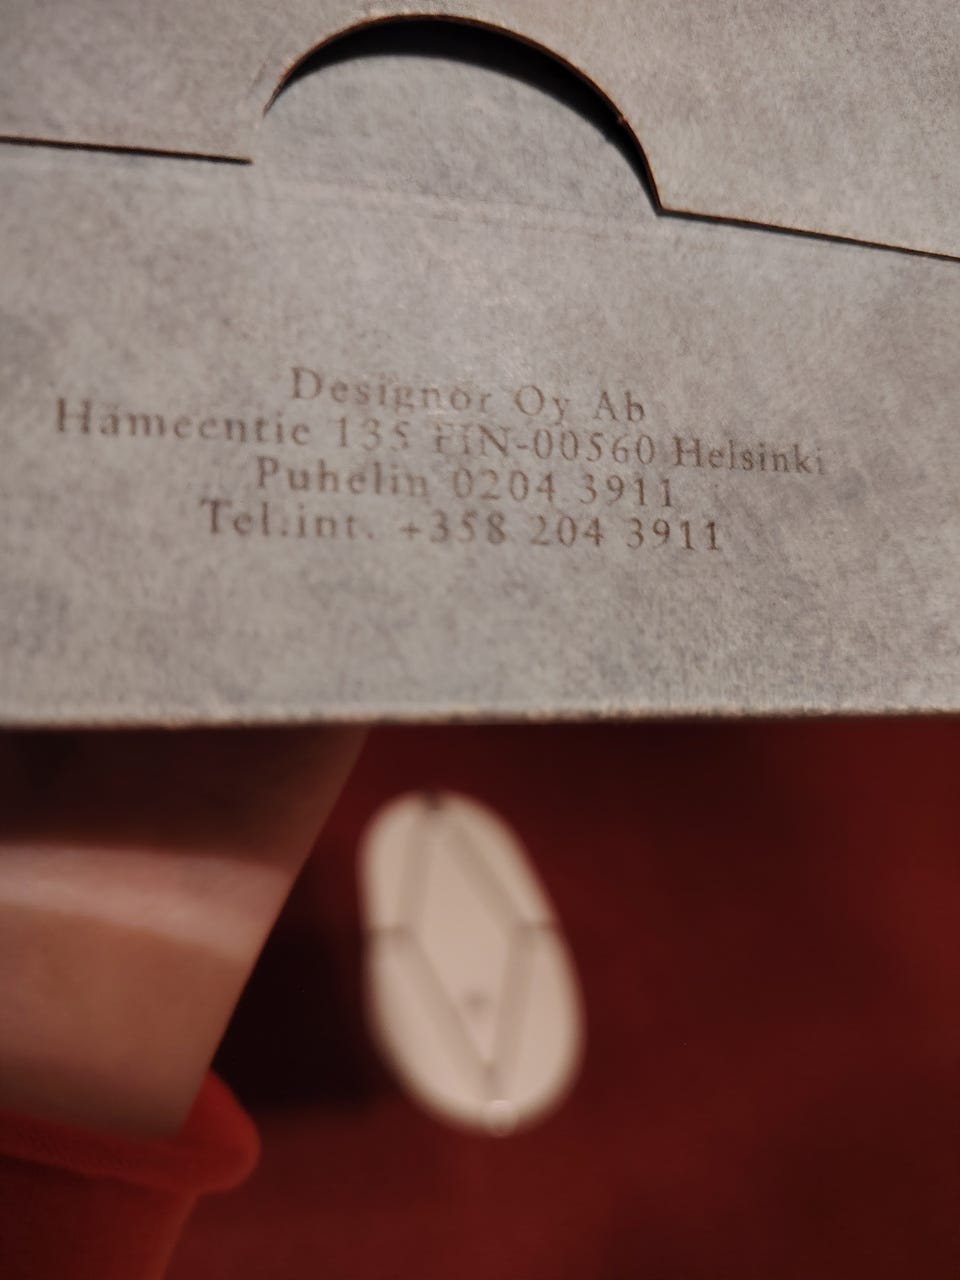 Designor Oy Ab
Hämeentie 135 FIN-00560 Helsinki
Puhelin 0204 3911
Tel.int. +358 204 3911